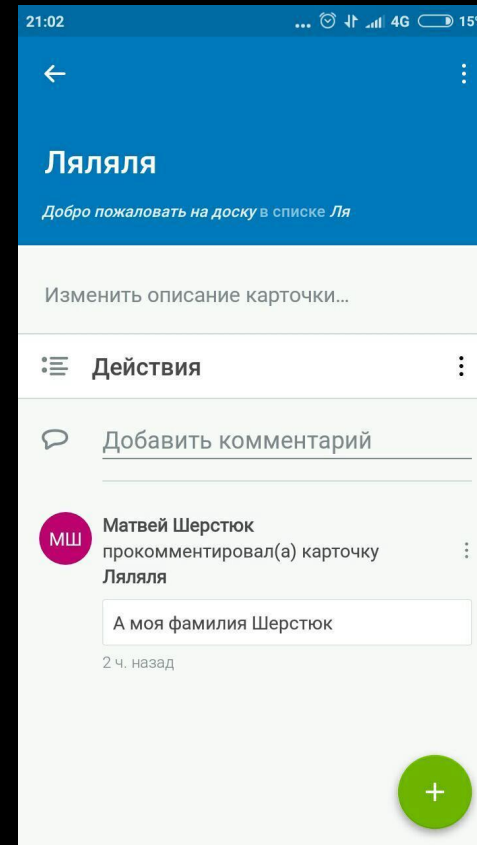 21:02 ... 4G 15°
Ляляля
Добро пожаловать на доску в списке Ля
Изменить описание карточки...
Действия
Добавить комментарий
МШ
Матвей Шерстюк
прокомментировал(а) карточку
Ляляля
А моя фамилия Шерстюк
2 ч. назад
+